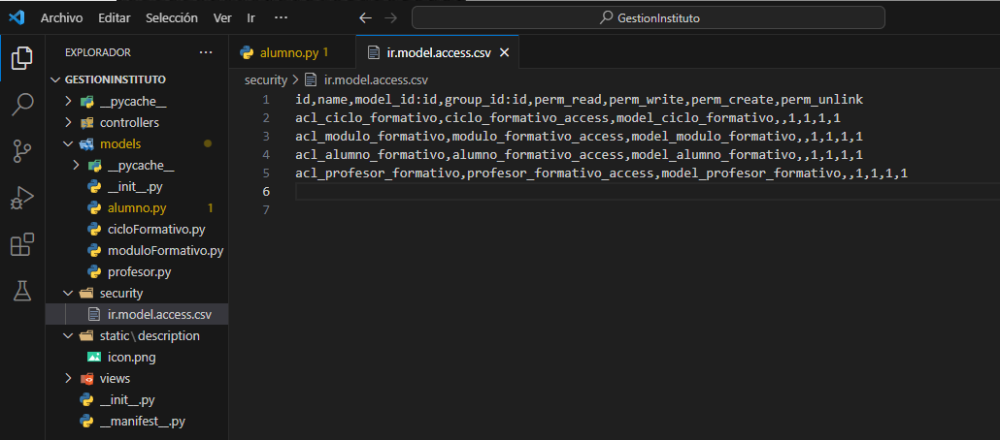 Archivo Editar Selección Ver Ir ··· GestionInstituto
EXPLORADOR ···
GESTIONINSTITUTO
__pycache__
controllers
models
__pycache__
__init__.py
alumno.py 1
cicloFormativo.py
moduloFormativo.py
profesor.py
security
ir.model.access.csv
static\description
icon.png
views
__init__.py
__manifest__.py
alumno.py 1 ir.model.access.csv
security > ir.model.access.csv
1 id,name,model_id:id,group_id:id,perm_read,perm_write,perm_create,perm_unlink
2 acl_ciclo_formativo,ciclo_formativo_access,model_ciclo_formativo,,1,1,1,1
3 acl_modulo_formativo,modulo_formativo_access,model_modulo_formativo,,1,1,1,1
4 acl_alumno_formativo,alumno_formativo_access,model_alumno_formativo,,1,1,1,1
5 acl_profesor_formativo,profesor_formativo_access,model_profesor_formativo,,1,1,1,1
6
7